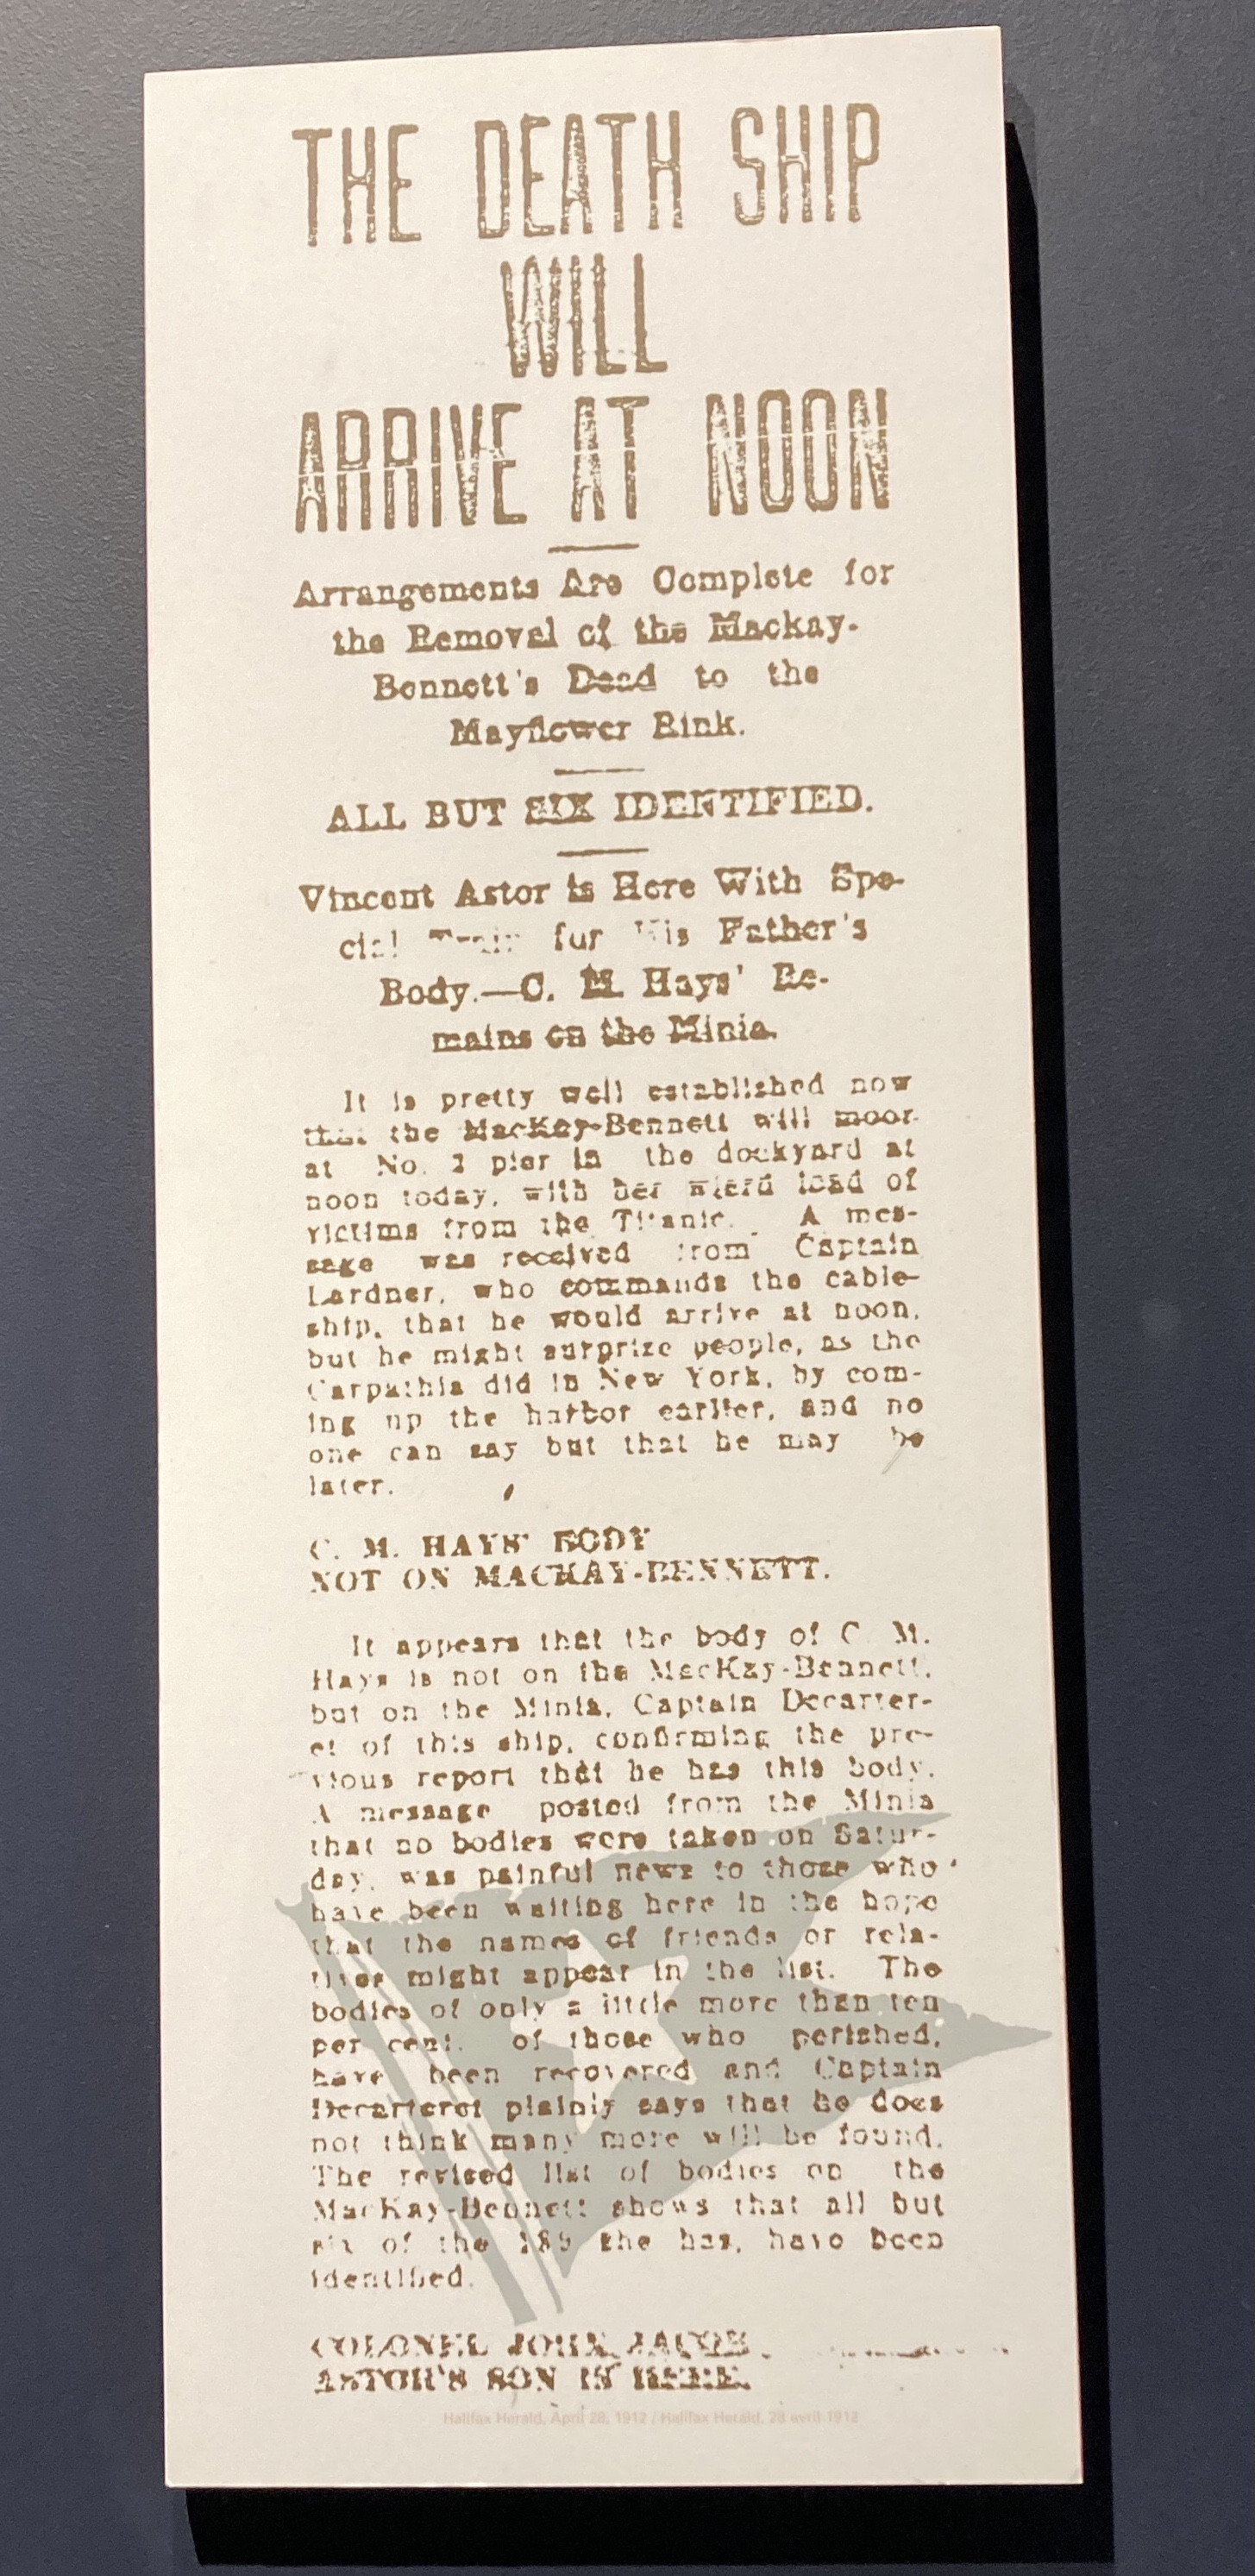 THE DEATH SHIP
WILL
ARRIVE AT NOON
Arrangements Are Complete for
the Removal of the Mackay-
Bennett's Dead to the
Mayflower Rink.
ALL BUT SIX IDENTIFIED.
Vincent Astor is Here With Spe-
cial Train for His Father's
Body.—C. M. Hays' Re-
mains on the Minia.
It is pretty well established now
that the MacKay-Bennett will moor
at No. pier in the dockyard at
noon today, with her wierd load of
victims from the Titanic. A mes-
sage was received from Captain
Lardner, who commands the cable-
ship, that he would arrive at noon,
but he might surprize people, as the
Carpathia did in New York, by com-
ing up the harbor earlier, and no
one can say but that he may be
later.
C. M. HAYS' BODY
NOT ON MACKAY-BENNETT.
It appears that the body of C. M.
Hays is not on the MacKay-Bennett,
but on the Minia, Captain Decarter-
et of this ship, confirming the pre-
vious report that he has this body.
A message posted from the Minia
that no bodies were taken on Satur-
day, was painful news to those who
have been waiting here in the hope
that the names of friends or rela-
tives might appear in the list. The
bodies of only a little more than ten
per cent. of those who perished,
have been recovered and Captain
Decarteret plainly says that he does
not think many more will be found.
The revised list of bodies on the
MacKay-Bennett shows that all but
six of the she has, have been
identified.
COLONEL JOHN JACOB
ASTOR'S SON IS HERE.
Halifax Herald, April 28, 1912 / Halifax Herald, 28 avril 1912